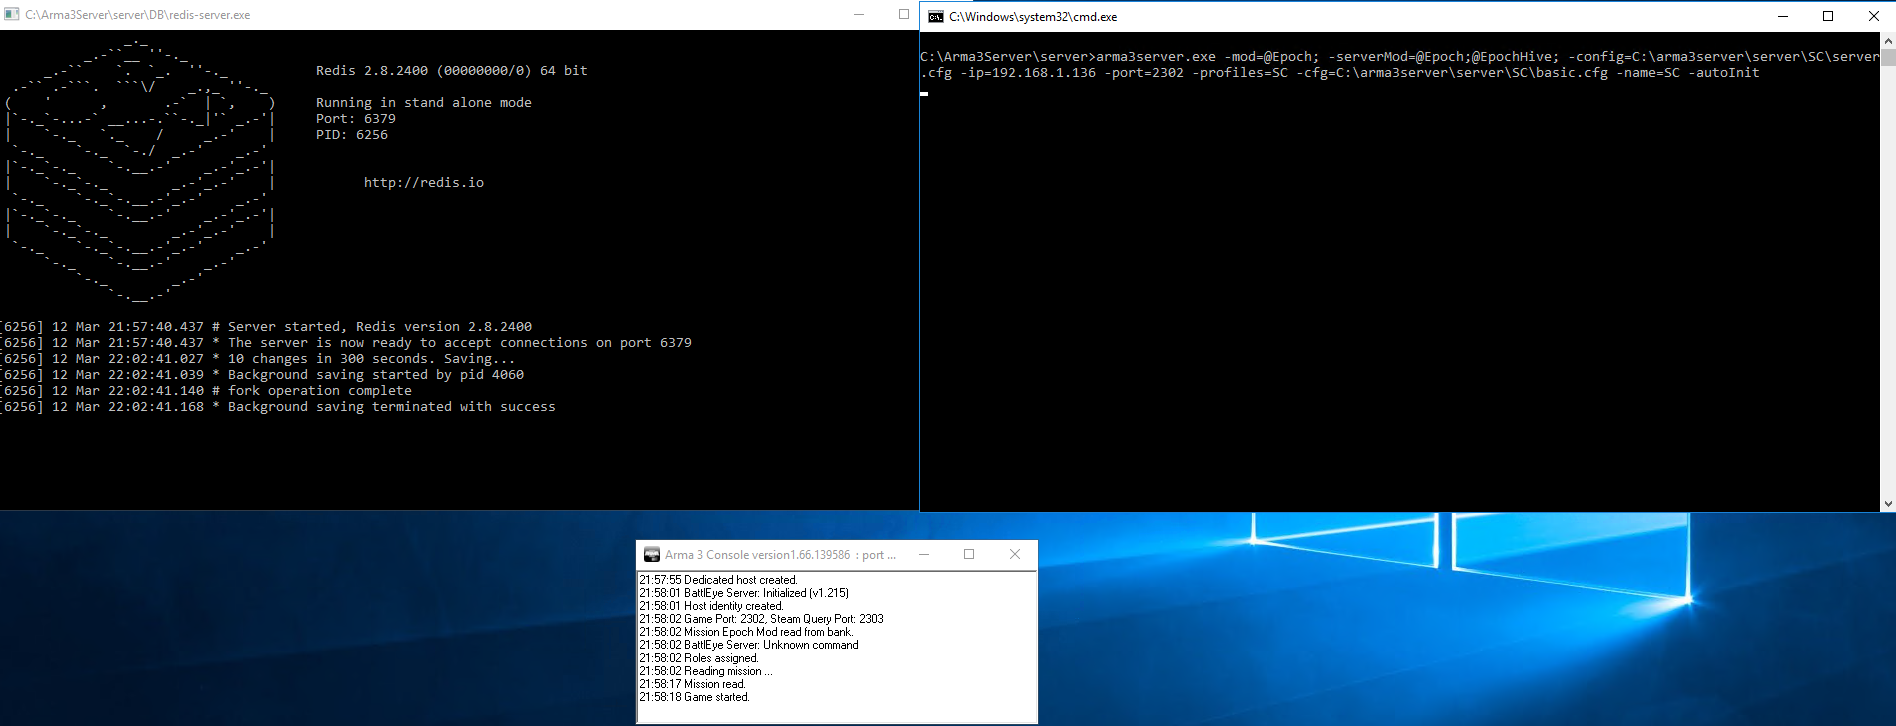 C:\Arma3Server\server\DB\redis-server.exe
Redis 2.8.2400 (00000000/0) 64 bit
Running in stand alone mode
Port: 6379
PID: 6256
http://redis.io
[6256] 12 Mar 21:57:40.437 # Server started, Redis version 2.8.2400
[6256] 12 Mar 21:57:40.437 * The server is now ready to accept connections on port 6379
[6256] 12 Mar 22:02:41.027 * 10 changes in 300 seconds. Saving...
[6256] 12 Mar 22:02:41.039 * Background saving started by pid 4060
[6256] 12 Mar 22:02:41.140 # fork operation complete
[6256] 12 Mar 22:02:41.168 * Background saving terminated with success
C:\Windows\system32\cmd.exe
C:\Arma3Server\server>arma3server.exe -mod=@Epoch; -serverMod=@Epoch;@EpochHive; -config=C:\arma3server\server\SC\server
.cfg -ip=192.168.1.136 -port=2302 -profiles=SC -cfg=C:\arma3server\server\SC\basic.cfg -name=SC -autoInit
Arma 3 Console version1.66.139586 : port ...
21:57:55 Dedicated host created.
21:58:01 BattlEye Server: Initialized (v1.215)
21:58:01 Host identity created.
21:58:02 Game Port: 2302, Steam Query Port: 2303
21:58:02 Mission Epoch Mod read from bank.
21:58:02 BattlEye Server: Unknown command
21:58:02 Roles assigned.
21:58:02 Reading mission ...
21:58:17 Mission read.
21:58:18 Game started.